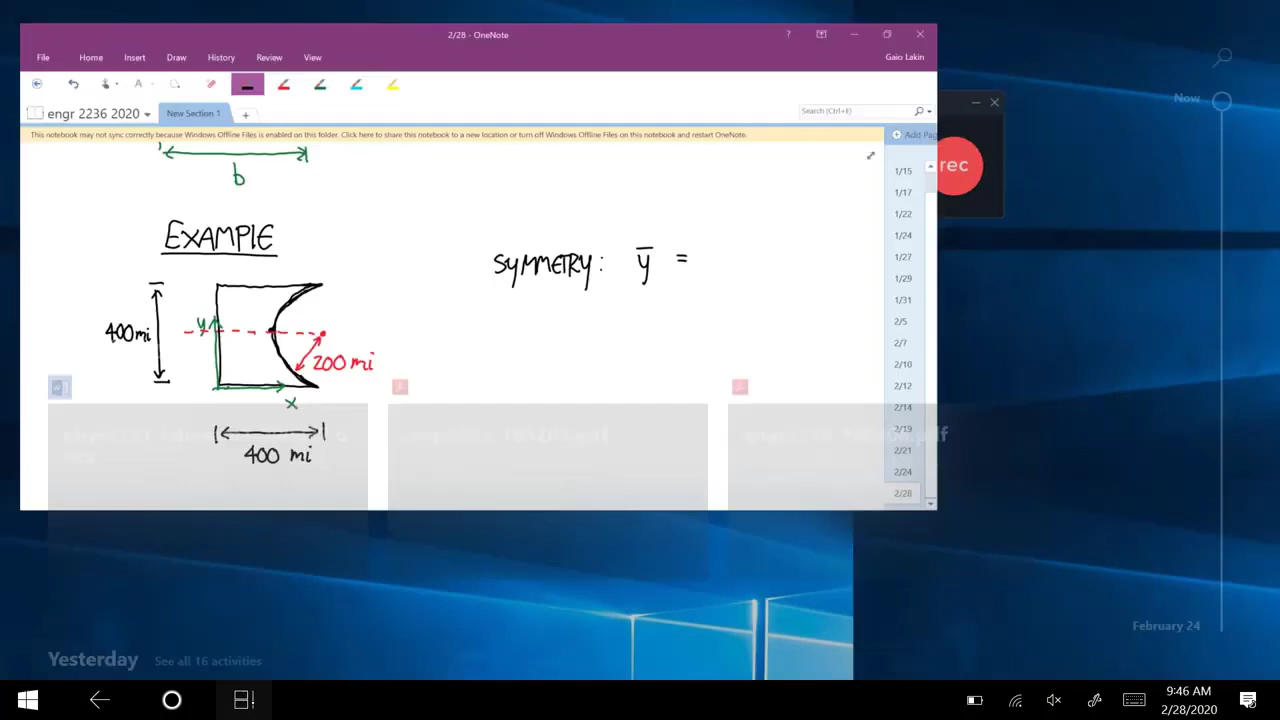 2/28 - OneNote
?
File Home Insert Draw History Review View
Gaio Lakin
A
engr 2236 2020
New Section 1
+
Search (Ctrl+E)
This notebook may not sync correctly because Windows Offline Files is enabled on this folder. Click here to share this notebook to a new location or turn off Windows Offline Files on this notebook and restart OneNote.
Add Pag
b
EXAMPLE
400mi
y
x
200 mi
400 mi
SYMMETRY: y̅ =
1/15
1/17
1/22
1/24
1/27
1/29
1/31
2/5
2/7
2/10
2/12
2/14
2/19
2/21
2/24
2/28
rec
Now
February 24
Yesterday
See all 16 activities
9:46 AM
2/28/2020